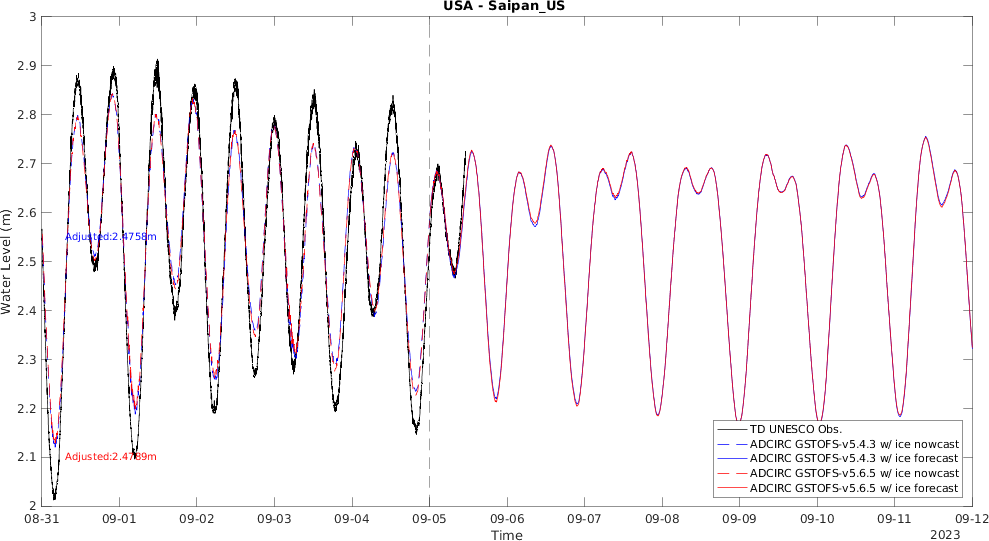 USA - Saipan_US
3
2.9
2.8
2.7
2.6
2.5
2.4
2.3
2.2
2.1
2
Water Level (m)
Adjusted:2.4758m
Adjusted:2.4789m
TD UNESCO Obs.
ADCIRC GSTOFS-v5.4.3 w/ ice nowcast
ADCIRC GSTOFS-v5.4.3 w/ ice forecast
ADCIRC GSTOFS-v5.6.5 w/ ice nowcast
ADCIRC GSTOFS-v5.6.5 w/ ice forecast
08-31 09-01 09-02 09-03 09-04 09-05 09-06 09-07 09-08 09-09 09-10 09-11 09-12
Time
2023